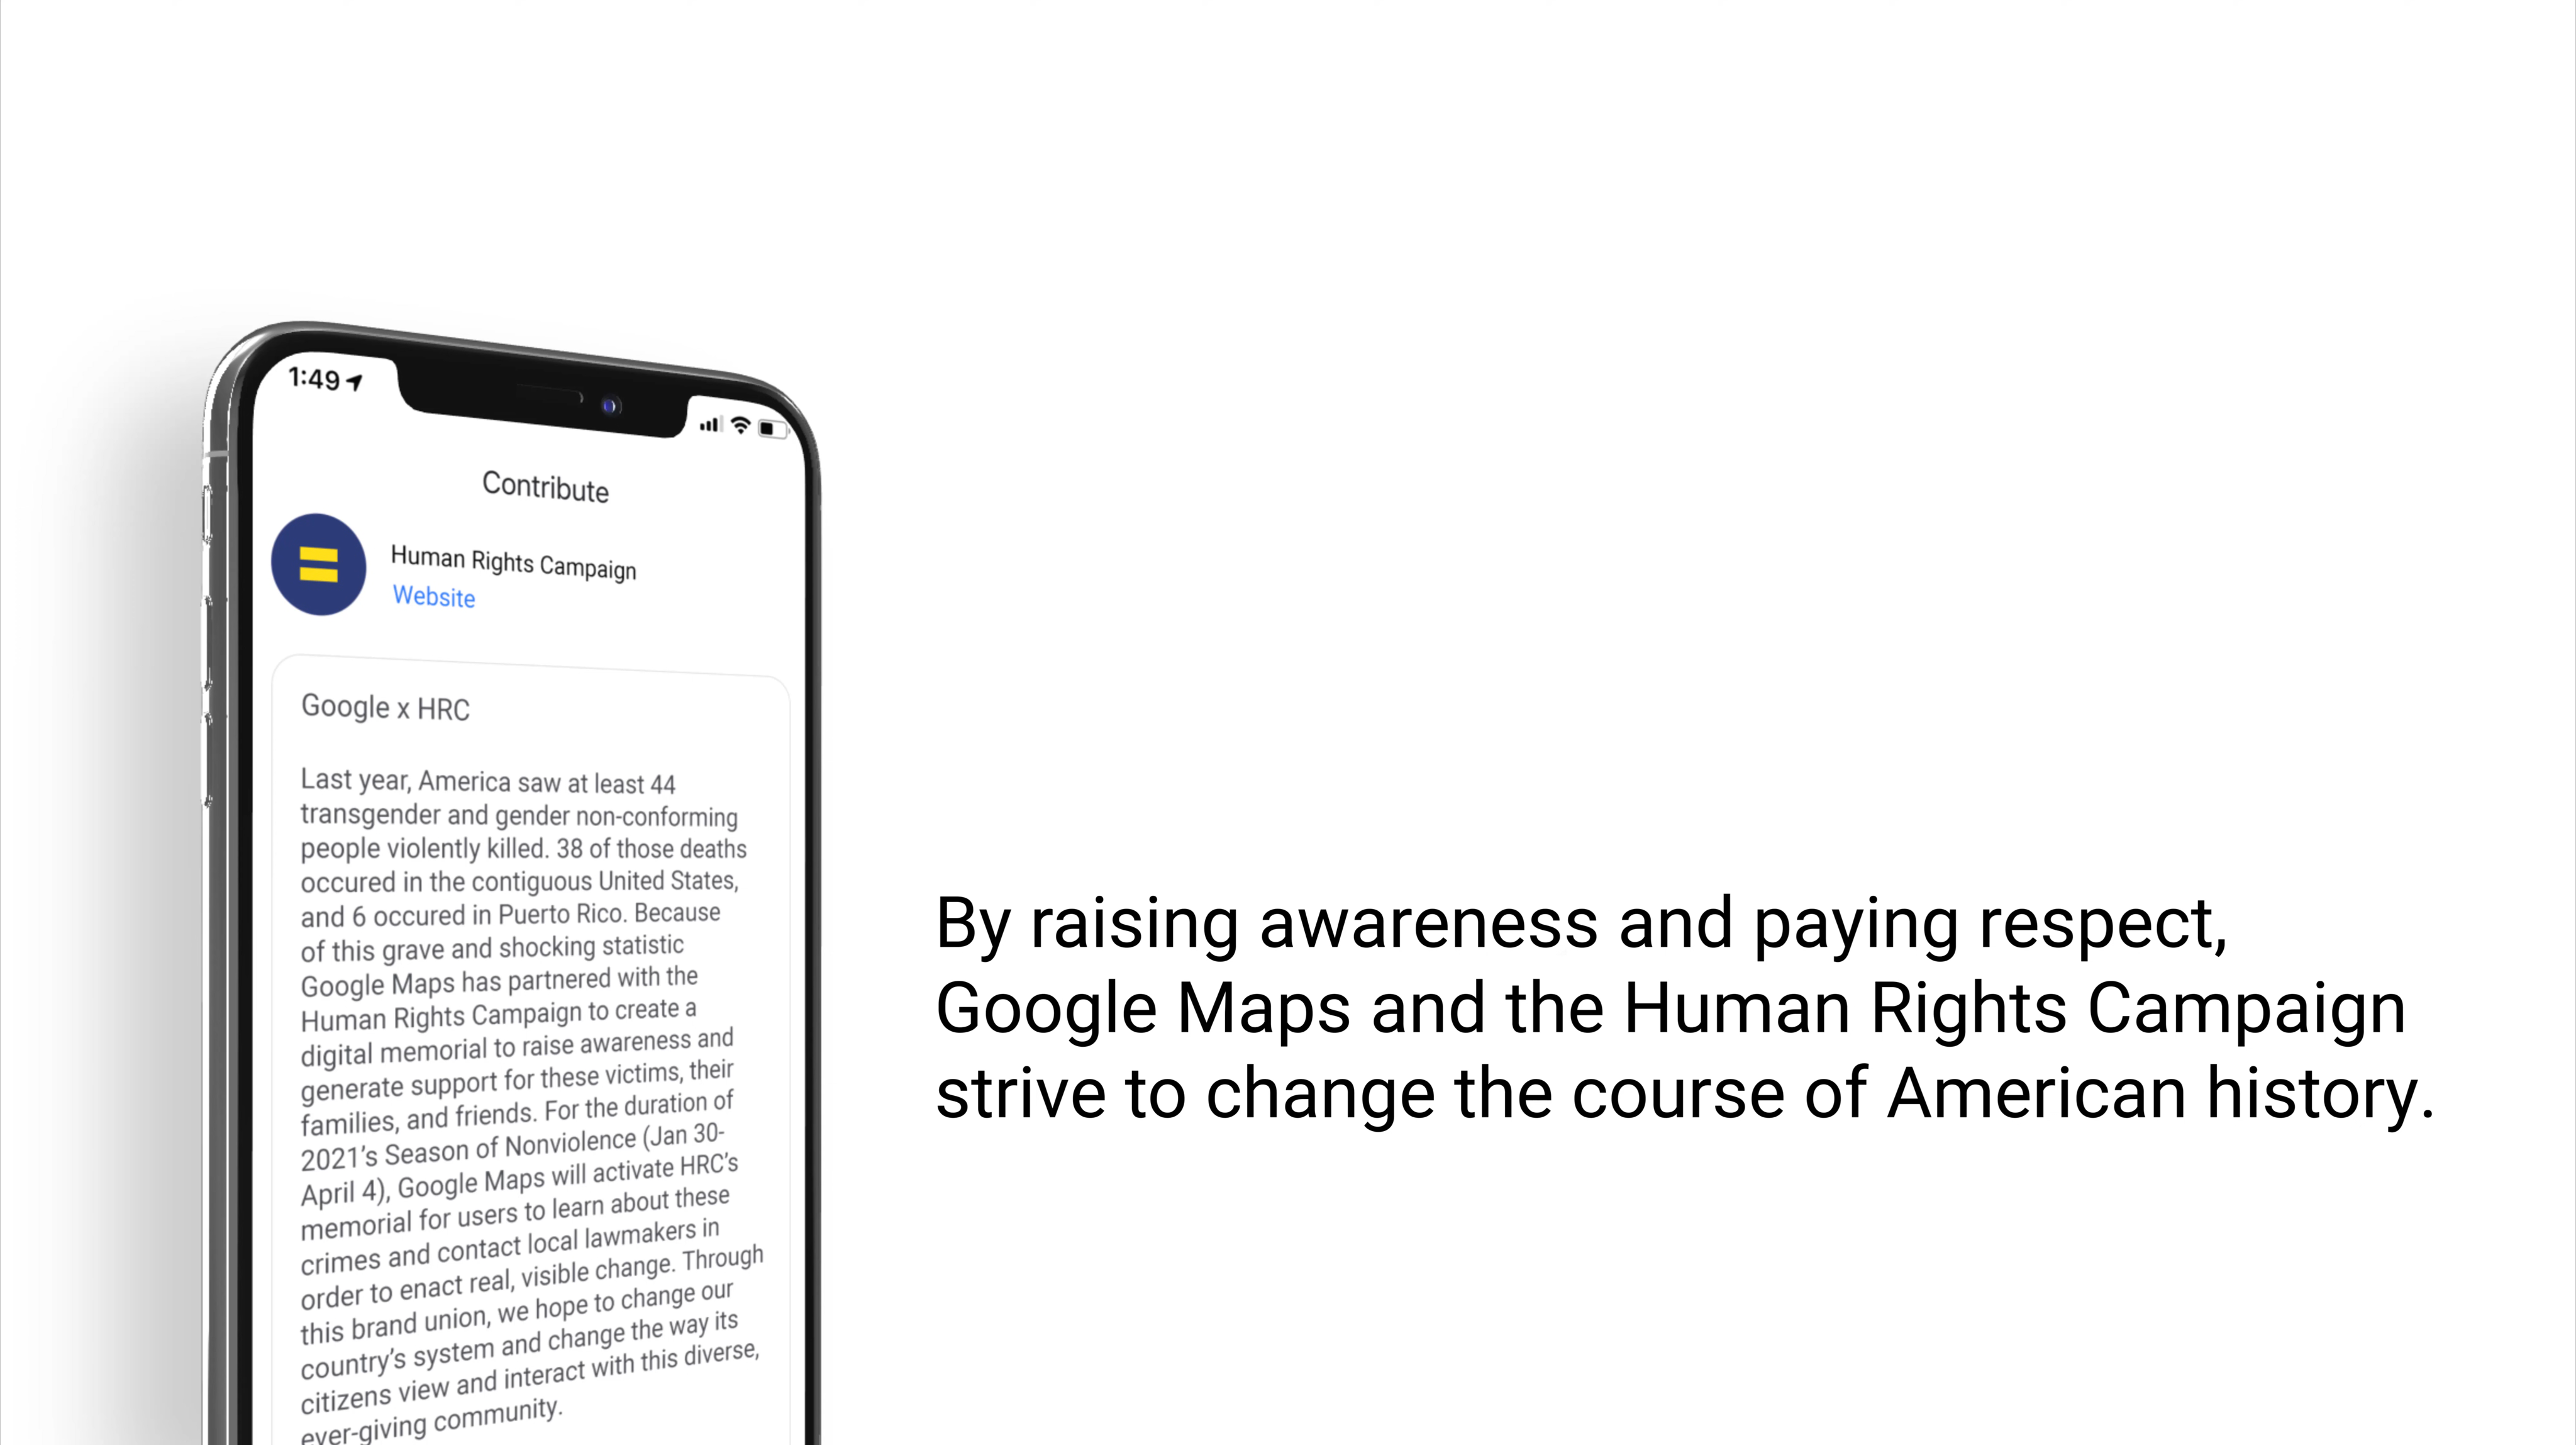 1:49
Contribute
Human Rights Campaign
Website
Google x HRC
Last year, America saw at least 44
transgender and gender non-conforming
people violently killed. 38 of those deaths
occured in the contiguous United States,
and 6 occured in Puerto Rico. Because
of this grave and shocking statistic
Google Maps has partnered with the
Human Rights Campaign to create a
digital memorial to raise awareness and
generate support for these victims, their
families, and friends. For the duration of
2021’s Season of Nonviolence (Jan 30-
April 4), Google Maps will activate HRC’s
memorial for users to learn about these
crimes and contact local lawmakers in
order to enact real, visible change. Through
this brand union, we hope to change our
country’s system and change the way its
citizens view and interact with this diverse,
ever-giving community.
By raising awareness and paying respect,
Google Maps and the Human Rights Campaign
strive to change the course of American history.